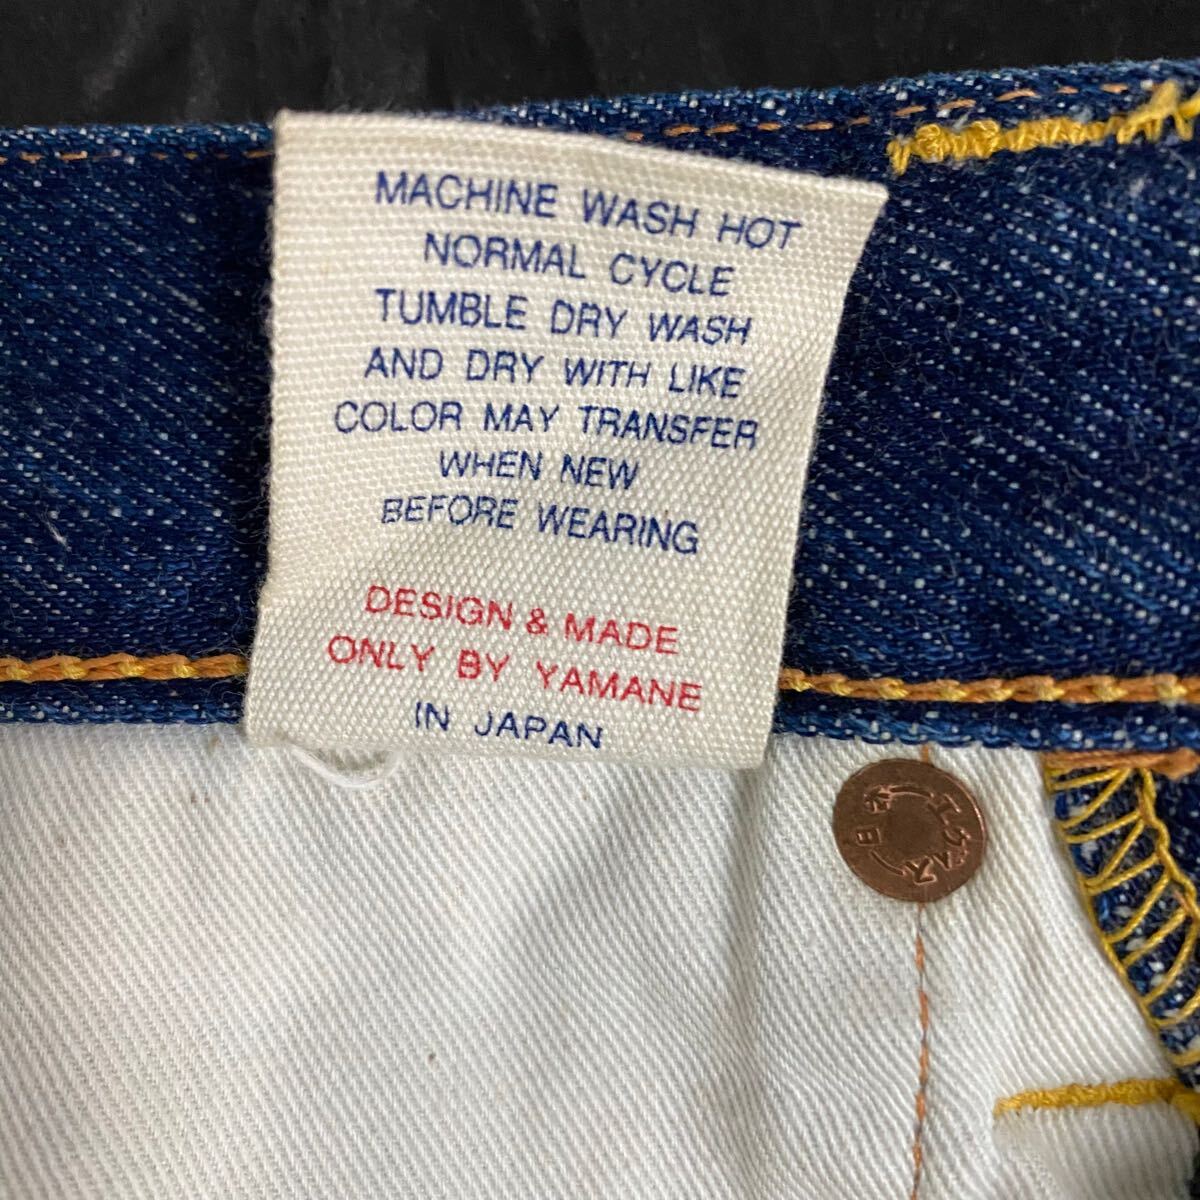 MACHINE WASH HOT
NORMAL CYCLE
TUMBLE DRY WASH
AND DRY WITH LIKE
COLOR MAY TRANSFER
WHEN NEW
BEFORE WEARING
DESIGN & MADE
ONLY BY YAMANE
IN JAPAN